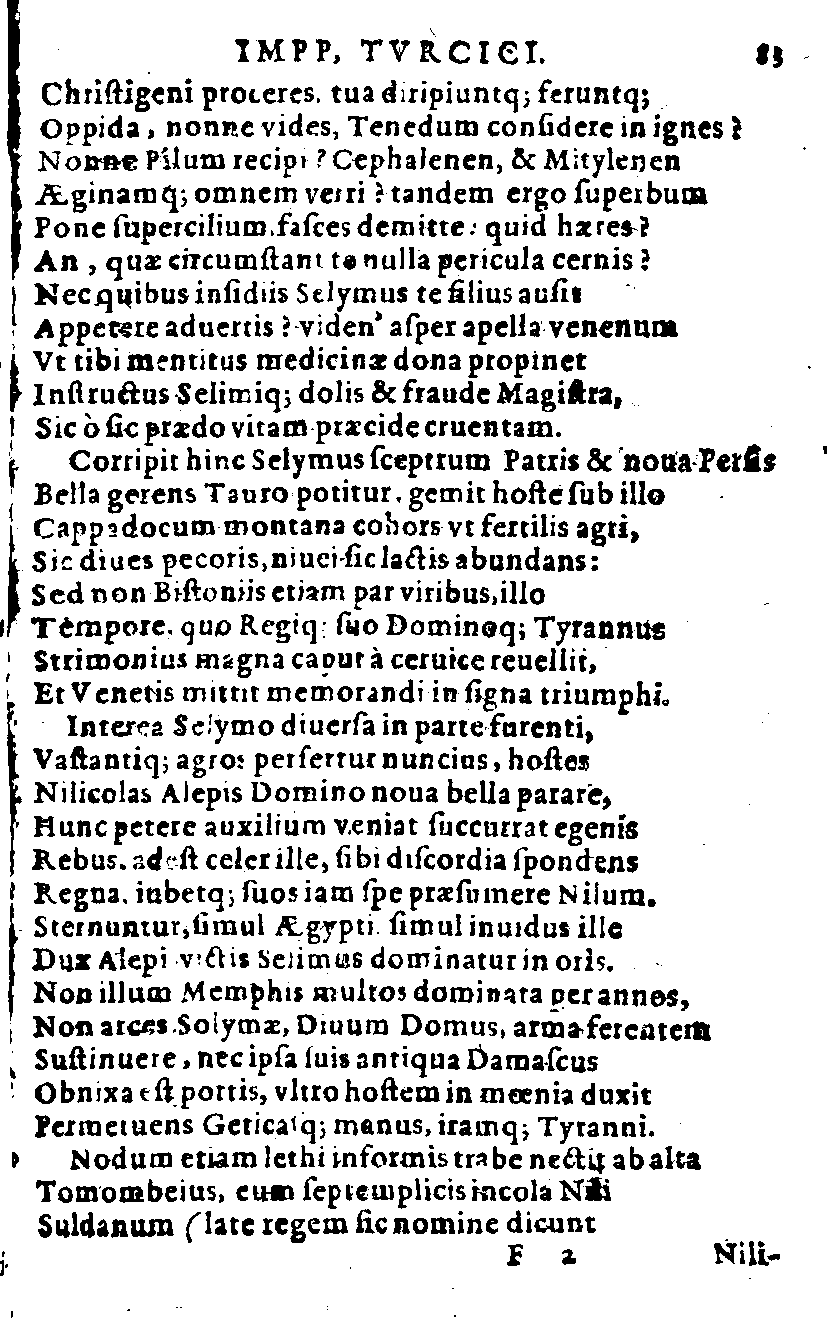 IMPP, TVRCICI. 83
Chriſtigeni proceres. tua diripiuntq; feruntq;
Oppida, nonne vides, Tenedum conſidere in ignes?
Nonne Pilum recipi? Cephalenen, & Mitylenen
Æginamq; omnem verri? tandem ergo ſuperbum
Pone ſupercilium. faſces demitte: quid hæres?
An, quæ circumſtant te nulla pericula cernis?
Nec quibus inſidiis Selymus te filius auſit
Appetere aduertis? viden' aſper apella venenum
Vt tibi mentitus medicinæ dona propinet
Inſtructus Selimiq; dolis & fraude Magiſtra,
Sic ò ſic prædo vitam præcide cruentam.
Corripit hinc Selymus ſceptrum Patris & noua Perſis
Bella gerens Tauro potitur. gemit hoſte ſub illo
Cappadocum montana cohors vt fertilis agri,
Sic diues pecoris, niuei ſic lactis abundans:
Sed non Biſtoniis etiam par viribus, illo
Tempore. quo Regiq; ſuo Dominoq; Tyrannus
Strimonius magna caput à ceruice reuellit,
Et Venetis mittit memorandi in ſigna triumphi.
Interea Selymo diuerſa in parte furenti,
Vaſtantiq; agros perfertur nuncius, hoſtes
Nilicolas Alepis Domino noua bella parare,
Hunc petere auxilium veniat ſuccurrat egenis
Rebus. adeſt celer ille, ſibi diſcordia ſpondens
Regna. iubetq; ſuos iam ſpe præſumere Nilum.
Sternuntur, ſimul Ægypti. ſimul inuidus ille
Dux Alepi victis Selimus dominatur in oris.
Non illum Memphis multos dominata per annos,
Non arces Solymæ, Diuum Domus, arma ferentem
Suſtinuere, nec ipſa ſuis antiqua Damaſcus
Obnixa eſt portis, vltro hoſtem in mœnia duxit
Permetuens Geticaſq; manus, iramq; Tyranni.
Nodum etiam lethi informis trabe nectit ab alta
Tomombeius, cum ſeptemplicis incola Nili
Suldanum (late regem ſic nomine dicunt
F 2 Nili-